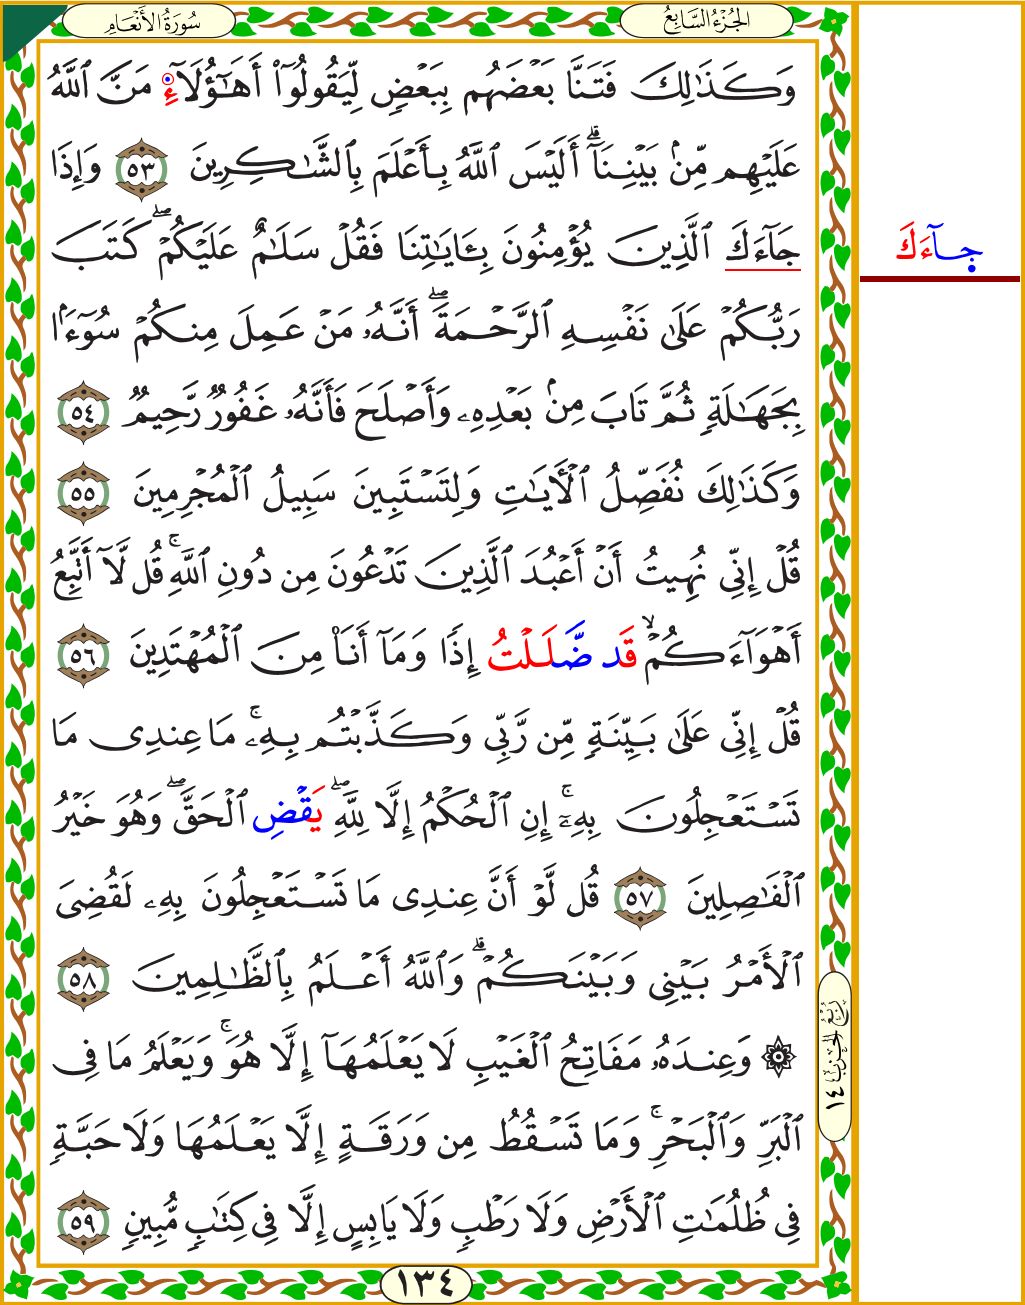 سُورَةُ الأَنْعَامِ
الجُزْءُ السَّابِعُ
وَكَذَٰلِكَ فَتَنَّا بَعْضَهُم بِبَعْضٍ لِّيَقُولُوٓا۟ أَهَـٰٓؤُلَآءِ مَنَّ ٱللَّهُ
عَلَيْهِم مِّنۢ بَيْنِنَآ ۗ أَلَيْسَ ٱللَّهُ بِأَعْلَمَ بِٱلشَّـٰكِرِينَ ٥٣ وَإِذَا
جَآءَكَ ٱلَّذِينَ يُؤْمِنُونَ بِـَٔايَـٰتِنَا فَقُلْ سَلَـٰمٌ عَلَيْكُمْ ۖ كَتَبَ
جآءَكَ
رَبُّكُمْ عَلَىٰ نَفْسِهِ ٱلرَّحْمَةَ ۖ أَنَّهُۥ مَنْ عَمِلَ مِنكُمْ سُوٓءًۢا
بِجَهَـٰلَةٍ ثُمَّ تَابَ مِنۢ بَعْدِهِۦ وَأَصْلَحَ فَأَنَّهُۥ غَفُورٌ رَّحِيمٌ ٥٤
وَكَذَٰلِكَ نُفَصِّلُ ٱلْـَٔايَـٰتِ وَلِتَسْتَبِينَ سَبِيلُ ٱلْمُجْرِمِينَ ٥٥
قُلْ إِنِّى نُهِيتُ أَنْ أَعْبُدَ ٱلَّذِينَ تَدْعُونَ مِن دُونِ ٱللَّهِ ۚ قُل لَّآ أَتَّبِعُ
أَهْوَآءَكُمْ ۙ قَد ضَّلَلْتُ إِذًا وَمَآ أَنَا۠ مِنَ ٱلْمُهْتَدِينَ ٥٦
قُلْ إِنِّى عَلَىٰ بَيِّنَةٍ مِّن رَّبِّى وَكَذَّبْتُم بِهِۦ ۚ مَا عِندِى مَا
تَسْتَعْجِلُونَ بِهِۦٓ ۚ إِنِ ٱلْحُكْمُ إِلَّا لِلَّهِ ۖ يَقْضِ ٱلْحَقَّ ۖ وَهُوَ خَيْرُ
ٱلْفَـٰصِلِينَ ٥٧ قُل لَّوْ أَنَّ عِندِى مَا تَسْتَعْجِلُونَ بِهِۦ لَقُضِىَ
ٱلْأَمْرُ بَيْنِى وَبَيْنَكُمْ ۗ وَٱللَّهُ أَعْلَمُ بِٱلظَّـٰلِمِينَ ٥٨
۞ وَعِندَهُۥ مَفَاتِحُ ٱلْغَيْبِ لَا يَعْلَمُهَآ إِلَّا هُوَ ۚ وَيَعْلَمُ مَا فِى
ٱلْبَرِّ وَٱلْبَحْرِ ۚ وَمَا تَسْقُطُ مِن وَرَقَةٍ إِلَّا يَعْلَمُهَا وَلَا حَبَّةٍ
فِى ظُلُمَـٰتِ ٱلْأَرْضِ وَلَا رَطْبٍ وَلَا يَابِسٍ إِلَّا فِى كِتَـٰبٍ مُّبِينٍ ٥٩
رُبْعُ الحِزْبِ ١٤
١٣٤